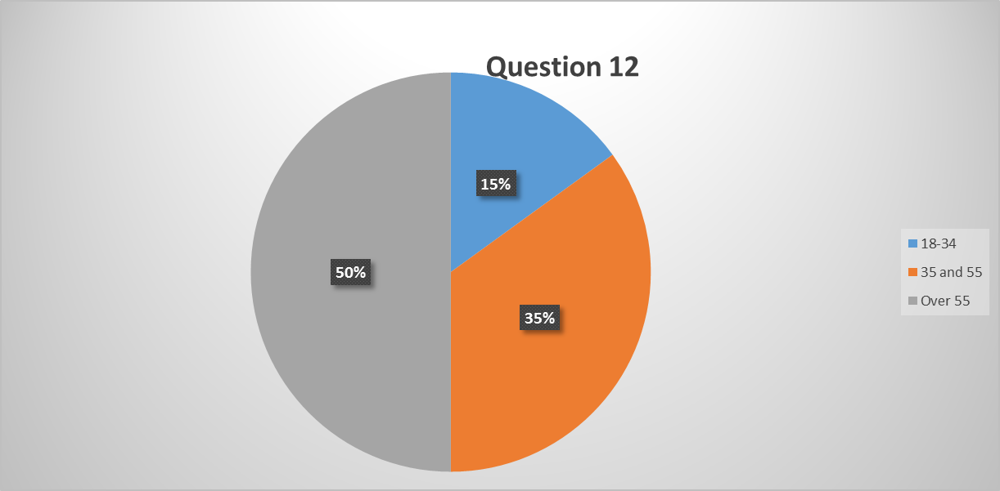 Question 12
15%
50%
35%
18-34
35 and 55
Over 55